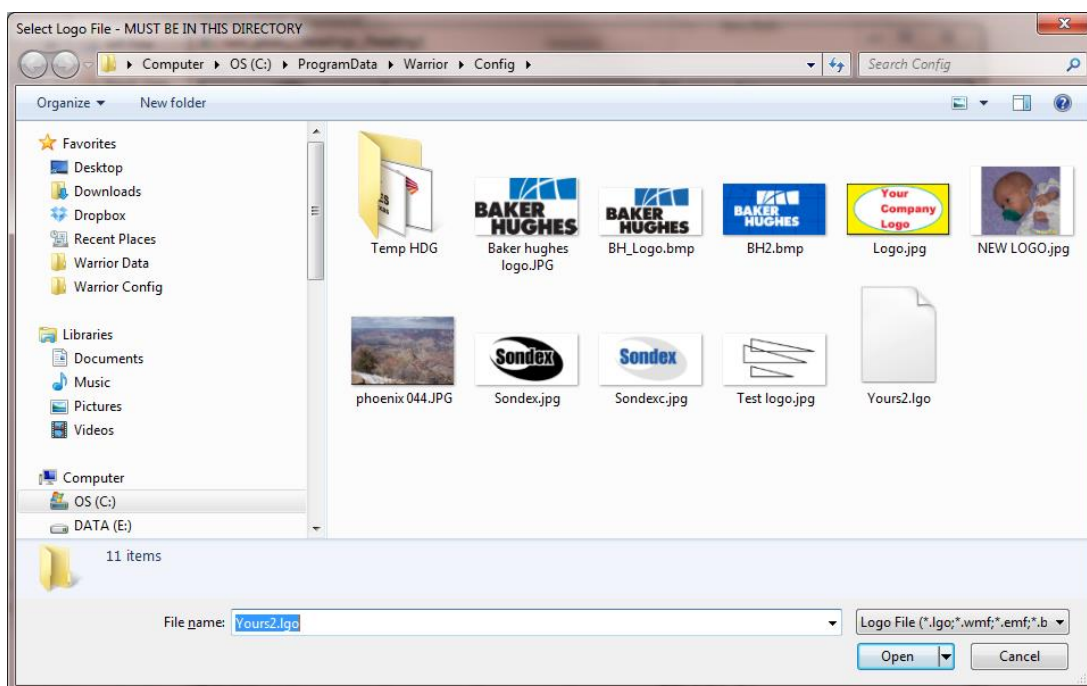 Select Logo File - MUST BE IN THIS DIRECTORY
Computer ▸ OS (C:) ▸ ProgramData ▸ Warrior ▸ Config ▸
Search Config
Organize
New folder
Favorites
Desktop
Downloads
Dropbox
Recent Places
Warrior Data
Warrior Config
Libraries
Documents
Music
Pictures
Videos
Computer
OS (C:)
DATA (E:)
Temp HDG
BAKER
HUGHES
Baker hughes
logo.JPG
BAKER
HUGHES
BH_Logo.bmp
BAKER
HUGHES
BH2.bmp
Your
Company
Logo
Logo.jpg
NEW LOGO.jpg
phoenix 044.JPG
Sondex
Sondex.jpg
Sondex
Sondexc.jpg
Test logo.jpg
Yours2.lgo
11 items
File name: Yours2.lgo
Logo File (*.lgo;*.wmf;*.emf;*.b
Open
Cancel